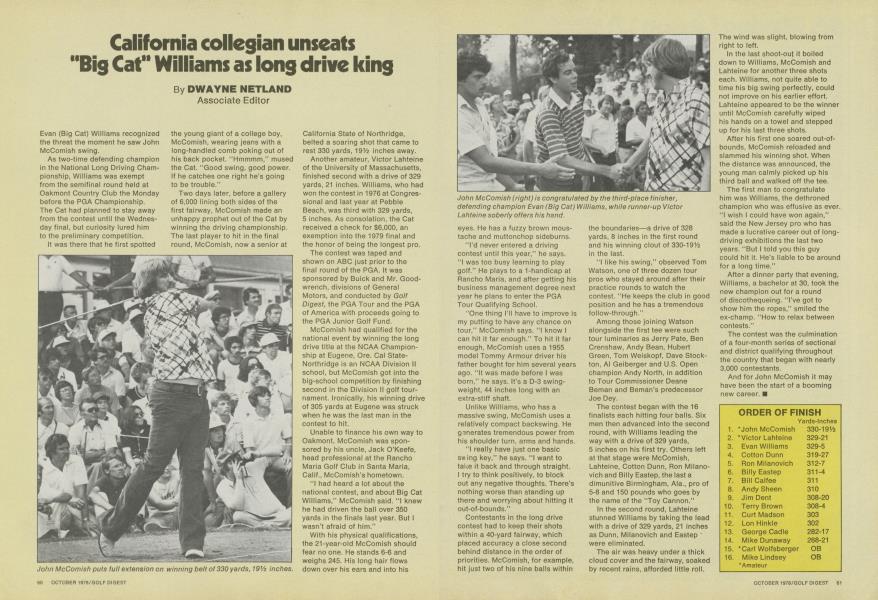 California collegian unseats
"Big Cat" Williams as long drive king
By DWAYNE NETLAND
Associate Editor
Evan (Big Cat) Williams recognized
the threat the moment he saw John
McComish swing.
As two-time defending champion
in the National Long Driving Cham-
pionship, Williams was exempt
from the semifinal round held at
Oakmont Country Club the Monday
before the PGA Championship.
The Cat had planned to stay away
from the contest until the Wednes-
day final, but curiosity lured him
to the preliminary competition.
It was there that he first spotted
the young giant of a college boy,
McComish, wearing jeans with a
long-handled comb poking out of
his back pocket. "Hmmmm," mused
the Cat. "Good swing, good power.
If he catches one right he's going
to be trouble."
Two days later, before a gallery
of 6,000 lining both sides of the
first fairway, McComish made an
unhappy prophet out of the Cat by
winning the driving championship.
The last player to hit in the final
round, McComish, now a senior at
California State of Northridge,
belted a soaring shot that came to
rest 330 yards, 19½ inches away.
Another amateur, Victor Lahteine
of the University of Massachusetts,
finished second with a drive of 329
yards, 21 inches. Williams, who had
won the contest in 1976 at Congres-
sional and last year at Pebble
Beach, was third with 329 yards,
5 inches. As consolation, the Cat
received a check for $6,000, an
exemption into the 1979 final and
the honor of being the longest pro.
The contest was taped and
shown on ABC just prior to the
final round of the PGA. It was
sponsored by Buick and Mr. Good-
wrench, divisions of General
Motors, and conducted by Golf
Digest, the PGA Tour and the PGA
of America with proceeds going to
the PGA Junior Golf Fund.
McComish had qualified for the
national event by winning the long
drive title at the NCAA Champion-
ship at Eugene, Ore. Cal State-
Northridge is an NCAA Division II
school, but McComish got into the
big-school competition by finishing
second in the Division II golf tour-
nament. Ironically, his winning drive
of 305 yards at Eugene was struck
when he was the last man in the
contest to hit.
Unable to finance his own way to
Oakmont, McComish was spon-
sored by his uncle, Jack O'Keefe,
head professional at the Rancho
Maria Golf Club in Santa Maria,
Calif., McComish's hometown.
"I had heard a lot about the
national contest, and about Big Cat
Williams," McComish said. "I knew
he had driven the ball over 350
yards in the finals last year. But I
wasn't afraid of him."
With his physical qualifications,
the 21-year-old McComish should
fear no one. He stands 6-6 and
weighs 245. His long hair flows
down over his ears and into his
John McComish puts full extension on winning belt of 330 yards, 19½ inches.
60 OCTOBER 1978/GOLF DIGEST
John McComish (right) is congratulated by the third-place finisher,
defending champion Evan (Big Cat) Williams, while runner-up Victor
Lahteine soberly offers his hand.
eyes. He has a fuzzy brown mous-
tache and muttonchop sideburns.
"I'd never entered a driving
contest until this year," he says.
"I was too busy learning to play
golf." He plays to a 1-handicap at
Rancho Maria, and after getting his
business management degree next
year he plans to enter the PGA
Tour Qualifying School.
"One thing I'll have to improve is
my putting to have any chance on
tour," McComish says. "I know I
can hit it far enough." To hit it far
enough, McComish uses a 1955
model Tommy Armour driver his
father bought for him several years
ago. "It was made before I was
born," he says. It's a D-3 swing-
weight, 44 inches long with an
extra-stiff shaft.
Unlike Williams, who has a
massive swing, McComish uses a
relatively compact backswing. He
generates tremendous power from
his shoulder turn, arms and hands.
"I really have just one basic
swing key," he says. "I want to
take it back and through straight.
I try to think positively, to block
out any negative thoughts. There's
nothing worse than standing up
there and worrying about hitting it
out-of-bounds."
Contestants in the long drive
contest had to keep their shots
within a 40-yard fairway, which
placed accuracy a close second
behind distance in the order of
priorities. McComish, for example,
hit just two of his nine balls within
the boundaries—a drive of 328
yards, 8 inches in the first round
and his winning clout of 330-19½
in the last.
"I like his swing," observed Tom
Watson, one of three dozen tour
pros who stayed around after their
practice rounds to watch the
contest. "He keeps the club in good
position and he has a tremendous
follow-through."
Among those joining Watson
alongside the first tee were such
tour luminaries as Jerry Pate, Ben
Crenshaw, Andy Bean, Hubert
Green, Tom Weiskopf, Dave Stock-
ton, Al Geiberger and U.S. Open
champion Andy North, in addition
to Tour Commissioner Deane
Beman and Beman's predecessor
Joe Dey.
The contest began with the 16
finalists each hitting four balls. Six
men then advanced into the second
round, with Williams leading the
way with a drive of 329 yards,
5 inches on his first try. Others left
at that stage were McComish,
Lahteine, Cotton Dunn, Ron Milano-
vich and Billy Eastep, the last a
diminutive Birmingham, Ala., pro of
5-8 and 150 pounds who goes by
the name of the "Toy Cannon."
In the second round, Lahteine
stunned Williams by taking the lead
with a drive of 329 yards, 21 inches
as Dunn, Milanovich and Eastep
were eliminated.
The air was heavy under a thick
cloud cover and the fairway, soaked
by recent rains, afforded little roll.
The wind was slight, blowing from
right to left.
In the last shoot-out it boiled
down to Williams, McComish and
Lahteine for another three shots
each. Williams, not quite able to
time his big swing perfectly, could
not improve on his earlier effort.
Lahteine appeared to be the winner
until McComish carefully wiped
his hands on a towel and stepped
up for his last three shots.
After his first one soared out-of-
bounds, McComish reloaded and
slammed his winning shot. When
the distance was announced, the
young man calmly picked up his
third ball and walked off the tee.
The first man to congratulate
him was Williams, the dethroned
champion who was effusive as ever.
"I wish I could have won again,"
said the New Jersey pro who has
made a lucrative career out of long-
driving exhibitions the last two
years. "But I told you this guy
could hit it. He's liable to be around
for a long time."
After a dinner party that evening,
Williams, a bachelor at 30, took the
new champion out for a round
of discothequeing. "I've got to
show him the ropes," smiled the
ex-champ. "How to relax between
contests."
The contest was the culmination
of a four-month series of sectional
and district qualifying throughout
the country that began with nearly
3,000 contestants.
And for John McComish it may
have been the start of a booming
new career. ■
ORDER OF FINISH
Yards-Inches
1. *John McComish 330-19½
2. *Victor Lahteine 329-21
3. Evan Williams 329-5
4. Cotton Dunn 319-27
5. Ron Milanovich 312-7
6. Billy Eastep 311-4
7. Bill Calfee 311
8. Andy Sheen 310
9. Jim Dent 308-20
10. Terry Brown 308-4
11. Curt Madson 303
12. Lon Hinkle 302
13. George Cadle 282-17
14. Mike Dunaway 268-21
15. *Carl Wolfsberger OB
16. Mike Lindsey OB
*Amateur
OCTOBER 1978/GOLF DIGEST 61